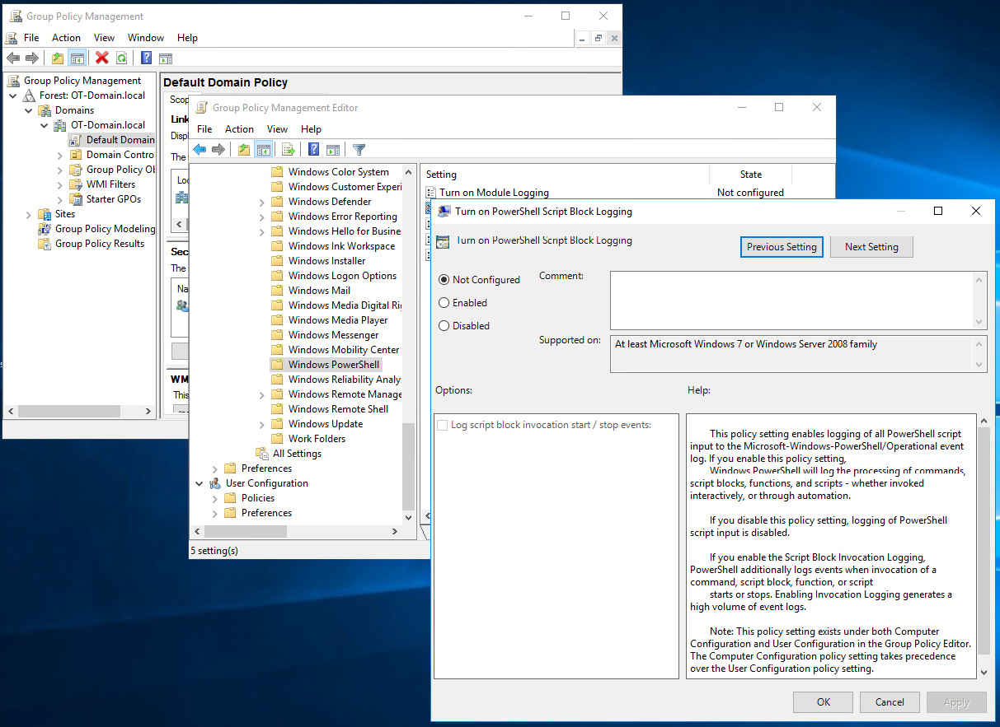 Group Policy Management
File Action View Window Help
Group Policy Management
Forest: OT-Domain.local
Domains
OT-Domain.local
Default Domain
Domain Contro
Group Policy Ob
WMI Filters
Starter GPOs
Sites
Group Policy Modeling
Group Policy Results
Default Domain Policy
Scop
Link
Displ
The
Loc
Sec
The
Na
WM
This
Group Policy Management Editor
File Action View Help
Windows Color System
Windows Customer Experi
Windows Defender
Windows Error Reporting
Windows Hello for Busine
Windows Ink Workspace
Windows Installer
Windows Logon Options
Windows Mail
Windows Media Digital Rig
Windows Media Player
Windows Messenger
Windows Mobility Center
Windows PowerShell
Windows Reliability Analy
Windows Remote Manage
Windows Remote Shell
Windows Update
Work Folders
All Settings
Preferences
User Configuration
Policies
Preferences
5 setting(s)
Setting State
Turn on Module Logging Not configured
Turn on PowerShell Script Block Logging
Turn on PowerShell Script Block Logging
Previous Setting Next Setting
Not Configured
Enabled
Disabled
Comment:
Supported on:
At least Microsoft Windows 7 or Windows Server 2008 family
Options:
Help:
Log script block invocation start / stop events:
This policy setting enables logging of all PowerShell script
input to the Microsoft-Windows-PowerShell/Operational event
log. If you enable this policy setting,
Windows PowerShell will log the processing of commands,
script blocks, functions, and scripts - whether invoked
interactively, or through automation.
If you disable this policy setting, logging of PowerShell
script input is disabled.
If you enable the Script Block Invocation Logging,
PowerShell additionally logs events when invocation of a
command, script block, function, or script
starts or stops. Enabling Invocation Logging generates a
high volume of event logs.
Note: This policy setting exists under both Computer
Configuration and User Configuration in the Group Policy Editor.
The Computer Configuration policy setting takes precedence
over the User Configuration policy setting.
OK Cancel Apply